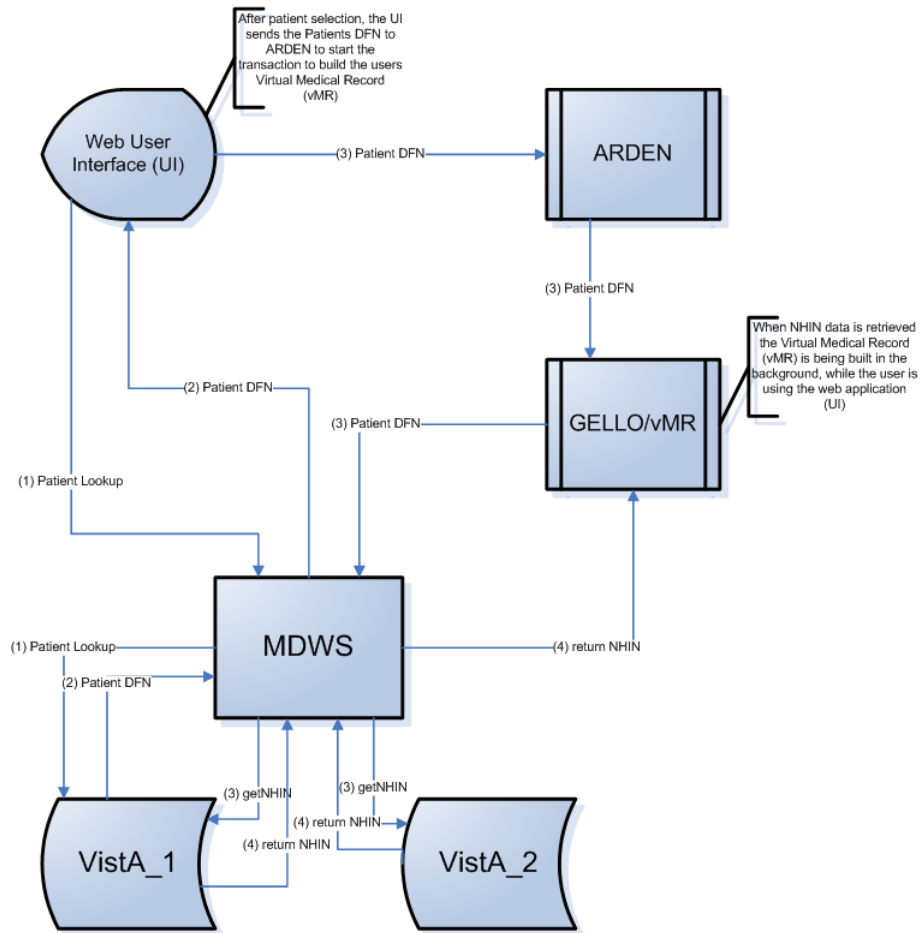 After patient selection, the UI
sends the Patients DFN to
ARDEN to start the
transaction to build the users
Virtual Medical Record
(vMR)
Web User
Interface (UI)
(3) Patient DFN
ARDEN
(3) Patient DFN
When NHIN data is retrieved
the Virtual Medical Record
(vMR) is being built in the
background, while the user is
using the web application
(UI)
(2) Patient DFN
(3) Patient DFN
GELLO/vMR
(1) Patient Lookup
MDWS
(1) Patient Lookup
(4) return NHIN
(2) Patient DFN
(3) getNHIN
(3) getNHIN
(4) return NHIN
(4) return NHIN
VistA_1
VistA_2